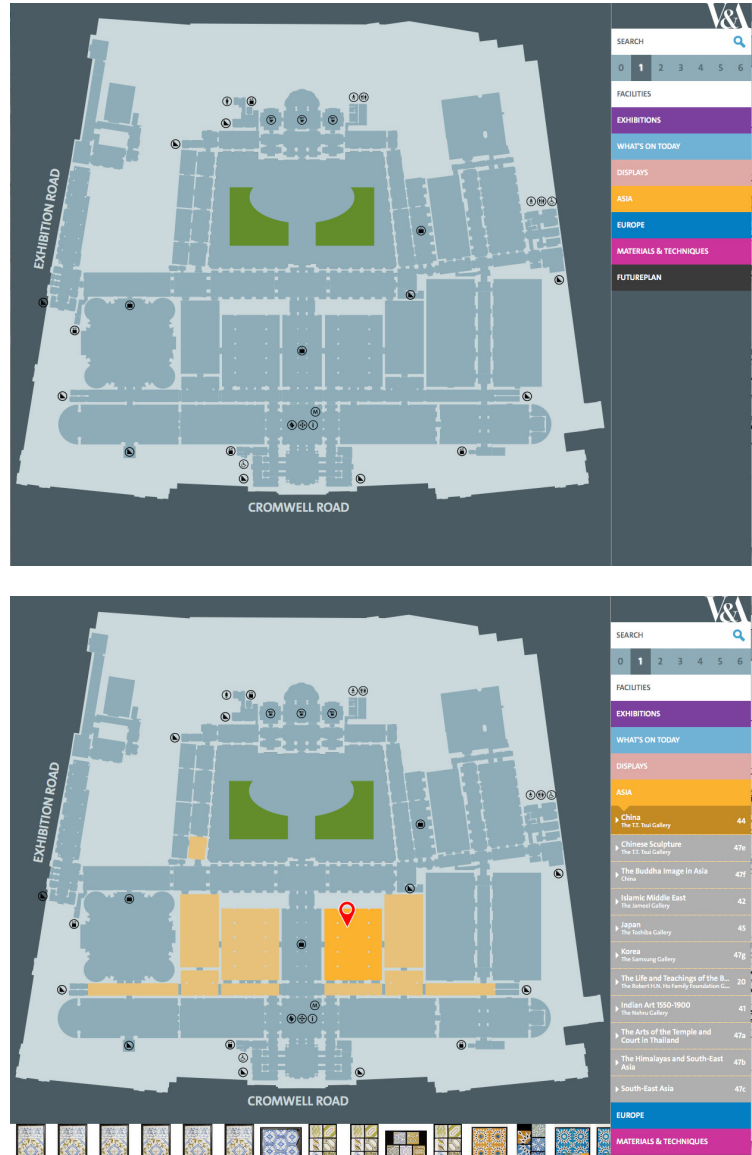 V&A
SEARCH
0 1 2 3 4 5 6
FACILITIES
EXHIBITIONS
WHAT'S ON TODAY
DISPLAYS
ASIA
EUROPE
MATERIALS & TECHNIQUES
FUTUREPLAN
EXHIBITION ROAD
M
i
CROMWELL ROAD
V&A
SEARCH
0 1 2 3 4 5 6
FACILITIES
EXHIBITIONS
WHAT'S ON TODAY
DISPLAYS
ASIA
China 44
The T.T. Tsui Gallery
Chinese Sculpture 47e
The T.T. Tsui Gallery
The Buddha Image in Asia 47f
China
Islamic Middle East 42
The Jameel Gallery
Japan 45
The Toshiba Gallery
Korea 47g
The Samsung Gallery
The Life and Teachings of the B... 20
The Robert H.N. Ho Family Foundation G...
Indian Art 1550-1900 41
The Nehru Gallery
The Arts of the Temple and
Court in Thailand 47a
The Himalayas and South-East
Asia 47b
South-East Asia 47c
EUROPE
MATERIALS & TECHNIQUES
EXHIBITION ROAD
M
i
CROMWELL ROAD